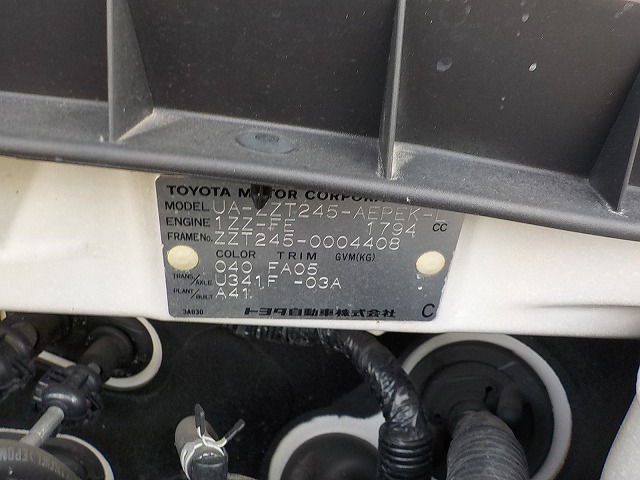 TOYOTA MOTOR CORPORA
MODEL UA-ZZT245-AEPEK-L
ENGINE 1ZZ-FE 1794 CC
FRAME No. ZZT245-0004408
COLOR TRIM GVM(KG)
040 FA05
TRANS./AXLE U341F -03A
PLANT/BUILT A41
3A030 トヨタ自動車株式会社 C